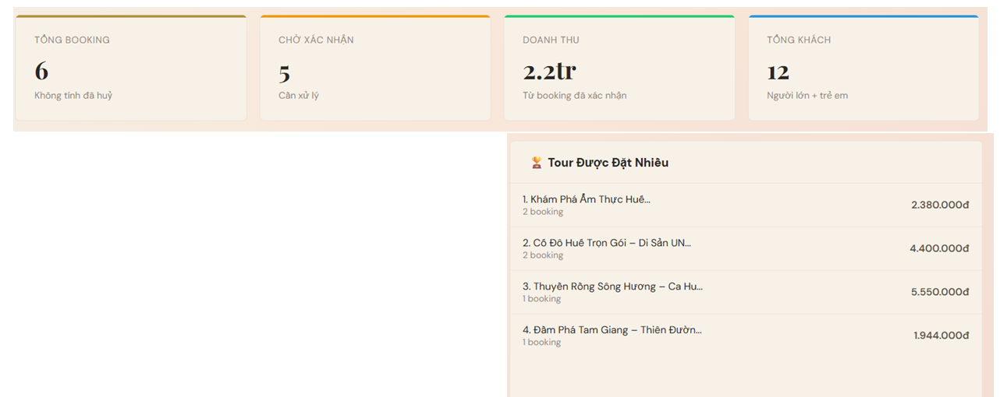 TỔNG BOOKING
6
Không tính đã huỷ
CHỜ XÁC NHẬN
5
Cần xử lý
DOANH THU
2.2tr
Từ booking đã xác nhận
TỔNG KHÁCH
12
Người lớn + trẻ em
Tour Được Đặt Nhiều
1. Khám Phá Ẩm Thực Huế...
2 booking
2.380.000đ
2. Cố Đô Huế Trọn Gói – Di Sản UN...
2 booking
4.400.000đ
3. Thuyền Rồng Sông Hương – Ca Hu...
1 booking
5.550.000đ
4. Đầm Phá Tam Giang – Thiên Đườn...
1 booking
1.944.000đ